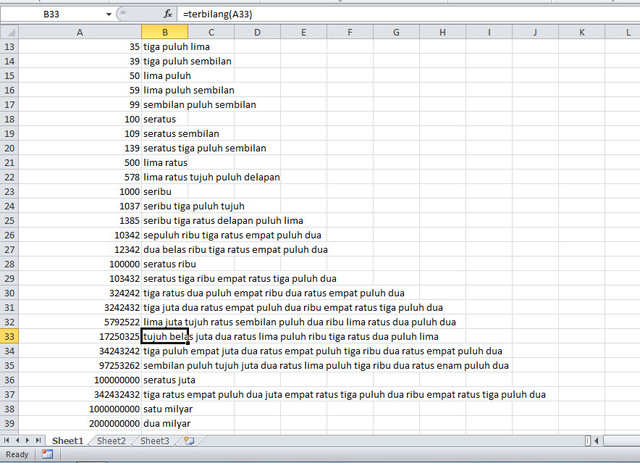 B33 fx =terbilang(A33)
A B C D E F G H I J K L
13 35 tiga puluh lima
14 39 tiga puluh sembilan
15 50 lima puluh
16 59 lima puluh sembilan
17 99 sembilan puluh sembilan
18 100 seratus
19 109 seratus sembilan
20 139 seratus tiga puluh sembilan
21 500 lima ratus
22 578 lima ratus tujuh puluh delapan
23 1000 seribu
24 1037 seribu tiga puluh tujuh
25 1385 seribu tiga ratus delapan puluh lima
26 10342 sepuluh ribu tiga ratus empat puluh dua
27 12342 dua belas ribu tiga ratus empat puluh dua
28 100000 seratus ribu
29 103432 seratus tiga ribu empat ratus tiga puluh dua
30 324242 tiga ratus dua puluh empat ribu dua ratus empat puluh dua
31 3242432 tiga juta dua ratus empat puluh dua ribu empat ratus tiga puluh dua
32 5792522 lima juta tujuh ratus sembilan puluh dua ribu lima ratus dua puluh dua
33 17250325 tujuh belas juta dua ratus lima puluh ribu tiga ratus dua puluh lima
34 34243242 tiga puluh empat juta dua ratus empat puluh tiga ribu dua ratus empat puluh dua
35 97253262 sembilan puluh tujuh juta dua ratus lima puluh tiga ribu dua ratus enam puluh dua
36 100000000 seratus juta
37 342432432 tiga ratus empat puluh dua juta empat ratus tiga puluh dua ribu empat ratus tiga puluh dua
38 1000000000 satu milyar
39 2000000000 dua milyar
Sheet1 Sheet2 Sheet3
Ready